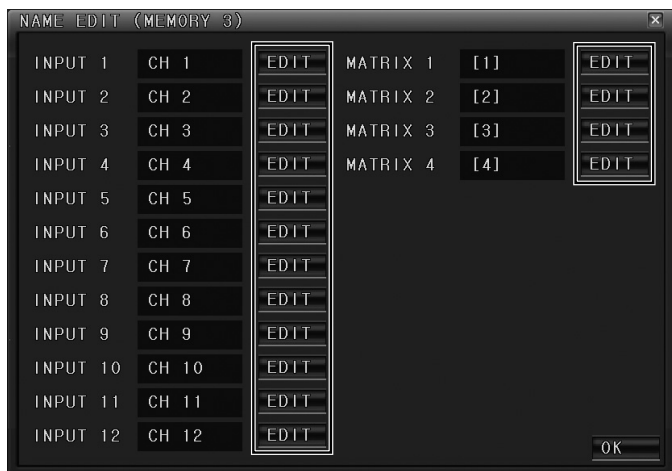 NAME EDIT (MEMORY 3)
INPUT 1 CH 1 EDIT MATRIX 1 [1] EDIT
INPUT 2 CH 2 EDIT MATRIX 2 [2] EDIT
INPUT 3 CH 3 EDIT MATRIX 3 [3] EDIT
INPUT 4 CH 4 EDIT MATRIX 4 [4] EDIT
INPUT 5 CH 5 EDIT
INPUT 6 CH 6 EDIT
INPUT 7 CH 7 EDIT
INPUT 8 CH 8 EDIT
INPUT 9 CH 9 EDIT
INPUT 10 CH 10 EDIT
INPUT 11 CH 11 EDIT
INPUT 12 CH 12 EDIT
OK